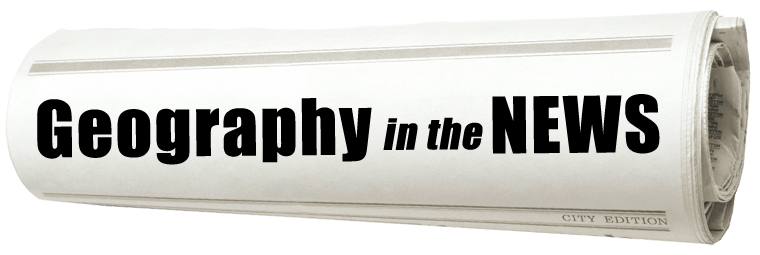 Geography in the NEWS
CITY EDITION